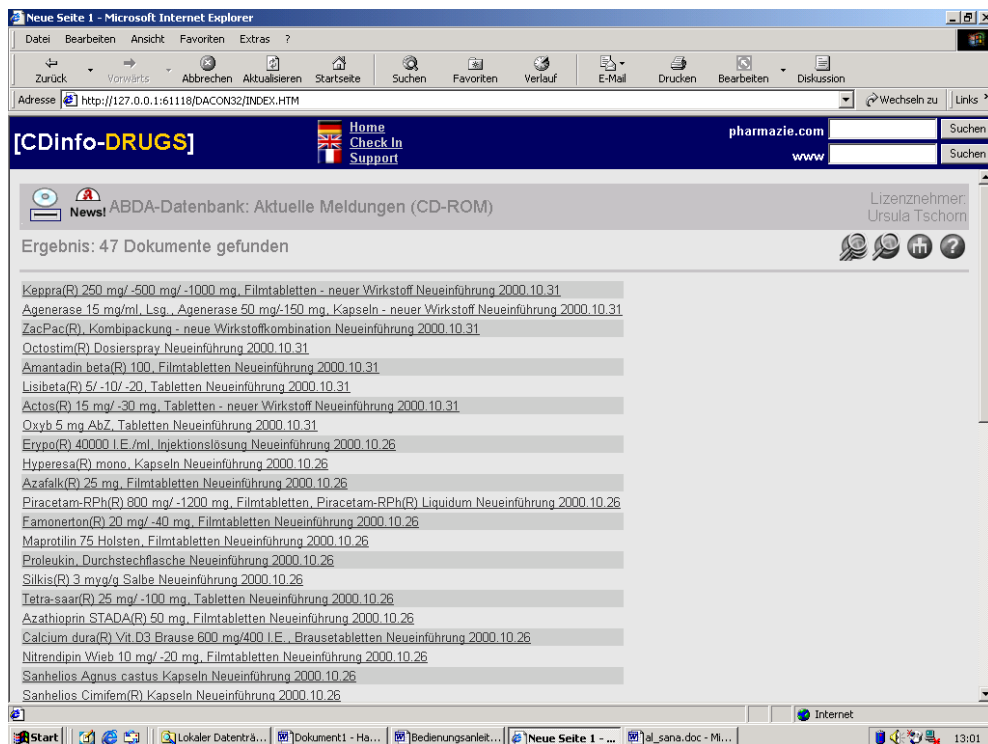 Neue Seite 1 - Microsoft Internet Explorer
Datei Bearbeiten Ansicht Favoriten Extras ?
Zurück Vorwärts Abbrechen Aktualisieren Startseite Suchen Favoriten Verlauf E-Mail Drucken Bearbeiten Diskussion
Adresse http://127.0.0.1:61118/DACON32/INDEX.HTM Wechseln zu Links
[CDinfo-DRUGS]
Home
Check In
Support
pharmazie.com Suchen
www Suchen
News! ABDA-Datenbank: Aktuelle Meldungen (CD-ROM)
Lizenznehmer:
Ursula Tschorn
Ergebnis: 47 Dokumente gefunden
Keppra(R) 250 mg/ -500 mg/ -1000 mg, Filmtabletten - neuer Wirkstoff Neueinführung 2000.10.31
Agenerase 15 mg/ml, Lsg., Agenerase 50 mg/-150 mg, Kapseln - neuer Wirkstoff Neueinführung 2000.10.31
ZacPac(R), Kombipackung - neue Wirkstoffkombination Neueinführung 2000.10.31
Octostim(R) Dosierspray Neueinführung 2000.10.31
Amantadin beta(R) 100, Filmtabletten Neueinführung 2000.10.31
Lisibeta(R) 5/ -10/ -20, Tabletten Neueinführung 2000.10.31
Actos(R) 15 mg/ -30 mg, Tabletten - neuer Wirkstoff Neueinführung 2000.10.31
Oxyb 5 mg AbZ, Tabletten Neueinführung 2000.10.31
Erypo(R) 40000 I.E./ml, Injektionslösung Neueinführung 2000.10.26
Hyperesa(R) mono, Kapseln Neueinführung 2000.10.26
Azafalk(R) 25 mg, Filmtabletten Neueinführung 2000.10.26
Piracetam-RPh(R) 800 mg/ -1200 mg, Filmtabletten, Piracetam-RPh(R) Liquidum Neueinführung 2000.10.26
Famonerton(R) 20 mg/ -40 mg, Filmtabletten Neueinführung 2000.10.26
Maprotilin 75 Holsten, Filmtabletten Neueinführung 2000.10.26
Proleukin, Durchstechflasche Neueinführung 2000.10.26
Silkis(R) 3 myg/g Salbe Neueinführung 2000.10.26
Tetra-saar(R) 25 mg/ -100 mg, Tabletten Neueinführung 2000.10.26
Azathioprin STADA(R) 50 mg, Filmtabletten Neueinführung 2000.10.26
Calcium dura(R) Vit.D3 Brause 600 mg/400 I.E., Brausetabletten Neueinführung 2000.10.26
Nitrendipin Wieb 10 mg/ -20 mg, Filmtabletten Neueinführung 2000.10.26
Sanhelios Agnus castus Kapseln Neueinführung 2000.10.26
Sanhelios Cimifem(R) Kapseln Neueinführung 2000.10.26
Internet
Start Lokaler Datenträ... Dokument1 - Ha... Bedienungsanleit... Neue Seite 1 - ... al_sana.doc - Mi... 13:01